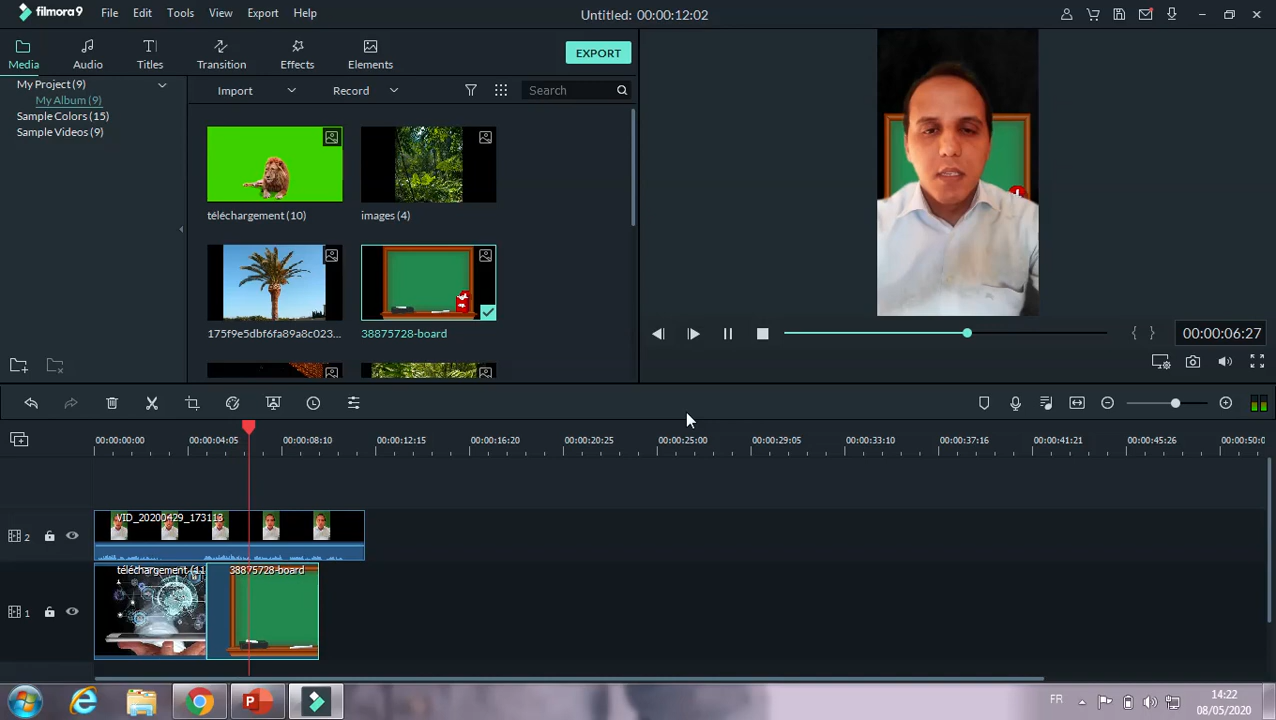 filmora9 File Edit Tools View Export Help Untitled: 00:00:12:02
Media Audio Titles Transition Effects Elements EXPORT
My Project (9)
My Album (9)
Sample Colors (15)
Sample Videos (9)
Import Record Search
téléchargement (10) images (4)
175f9e5dbf6fa89a8c023... 38875728-board
00:00:06:27
00:00:00:00 00:00:04:05 00:00:08:10 00:00:12:15 00:00:16:20 00:00:20:25 00:00:25:00 00:00:29:05 00:00:33:10 00:00:37:16 00:00:41:21 00:00:45:26 00:00:50:0
VID_20200429_173113
2
téléchargement (11 38875728-board
1
FR 14:22
08/05/2020